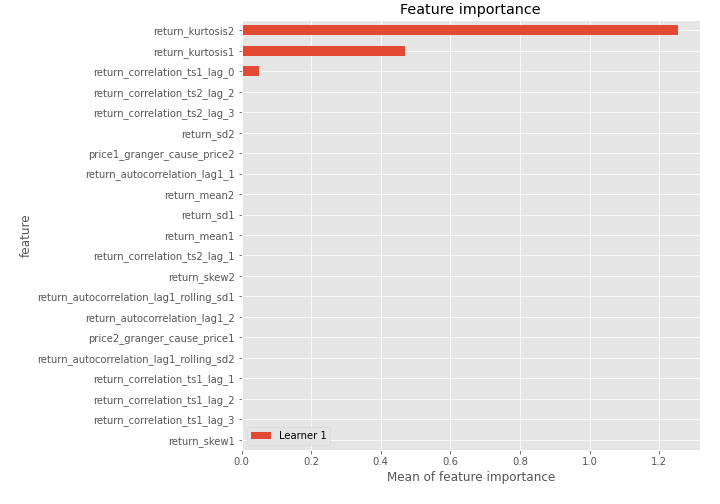 Feature importance
feature
return_kurtosis2
return_kurtosis1
return_correlation_ts1_lag_0
return_correlation_ts2_lag_2
return_correlation_ts2_lag_3
return_sd2
price1_granger_cause_price2
return_autocorrelation_lag1_1
return_mean2
return_sd1
return_mean1
return_correlation_ts2_lag_1
return_skew2
return_autocorrelation_lag1_rolling_sd1
return_autocorrelation_lag1_2
price2_granger_cause_price1
return_autocorrelation_lag1_rolling_sd2
return_correlation_ts1_lag_1
return_correlation_ts1_lag_2
return_correlation_ts1_lag_3
return_skew1
Learner 1
0.0 0.2 0.4 0.6 0.8 1.0 1.2
Mean of feature importance